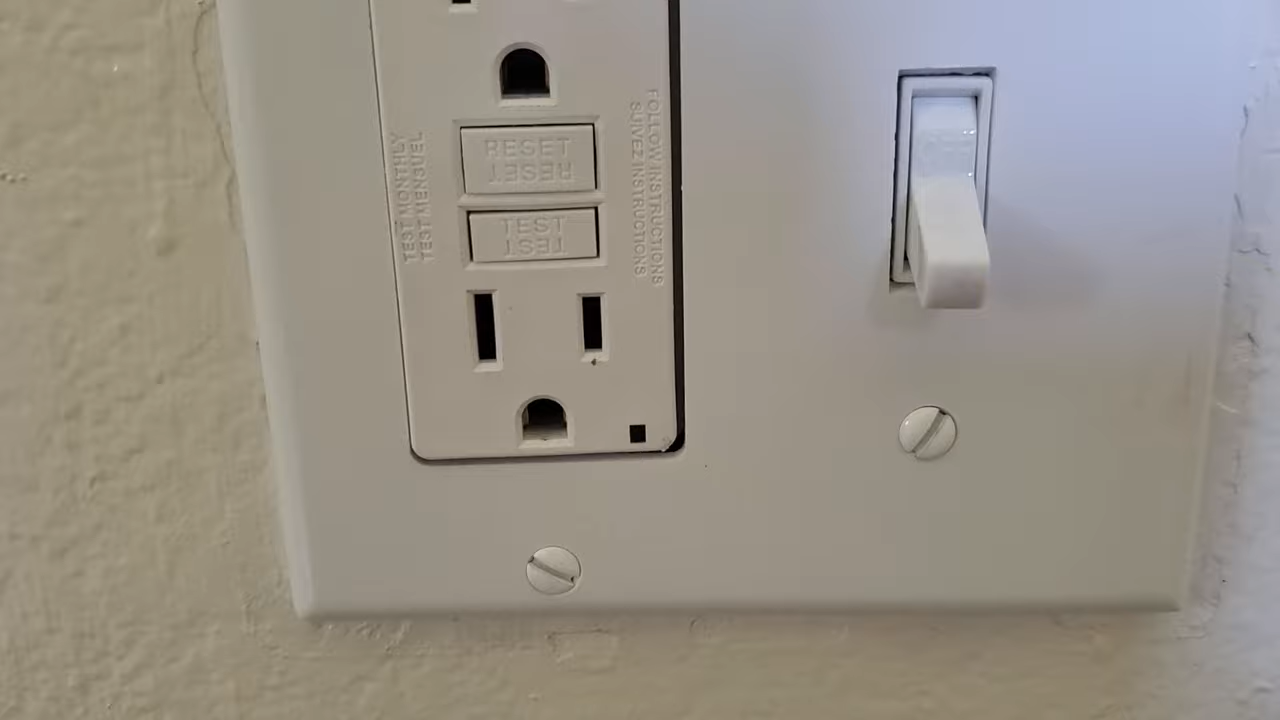 TEST MONTHLY
TEST MENSUEL
RESET
RESET
TEST
TEST
FOLLOW INSTRUCTIONS
SUIVEZ INSTRUCTIONS